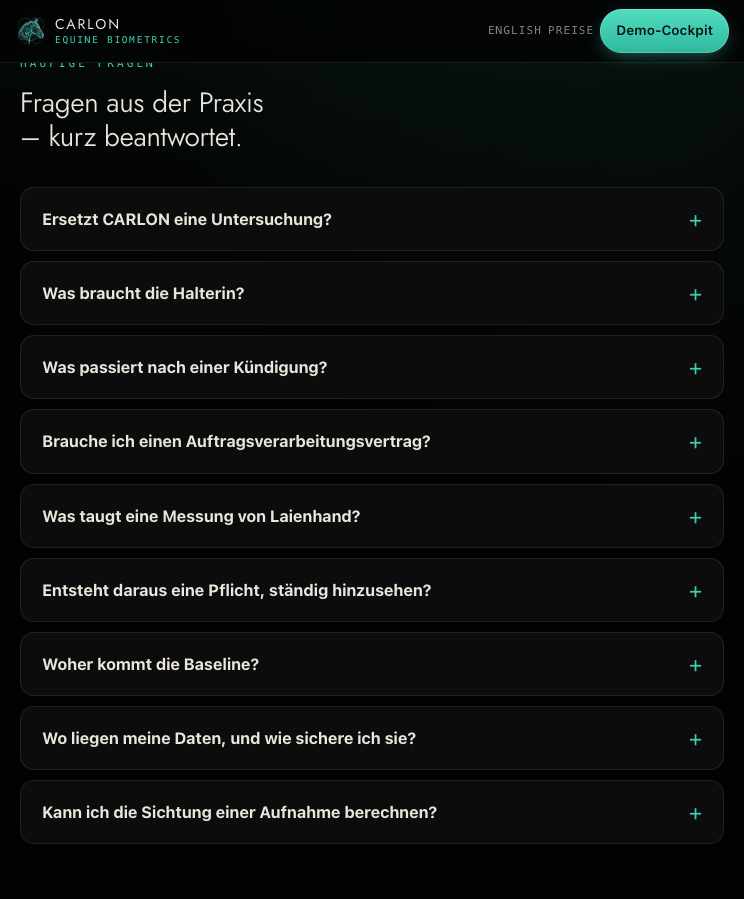 CARLON
EQUINE BIOMETRICS
ENGLISH PREISE
Demo-Cockpit
HÄUFIGE FRAGEN
Fragen aus der Praxis
— kurz beantwortet.
Ersetzt CARLON eine Untersuchung?
+
Was braucht die Halterin?
+
Was passiert nach einer Kündigung?
+
Brauche ich einen Auftragsverarbeitungsvertrag?
+
Was taugt eine Messung von Laienhand?
+
Entsteht daraus eine Pflicht, ständig hinzusehen?
+
Woher kommt die Baseline?
+
Wo liegen meine Daten, und wie sichere ich sie?
+
Kann ich die Sichtung einer Aufnahme berechnen?
+